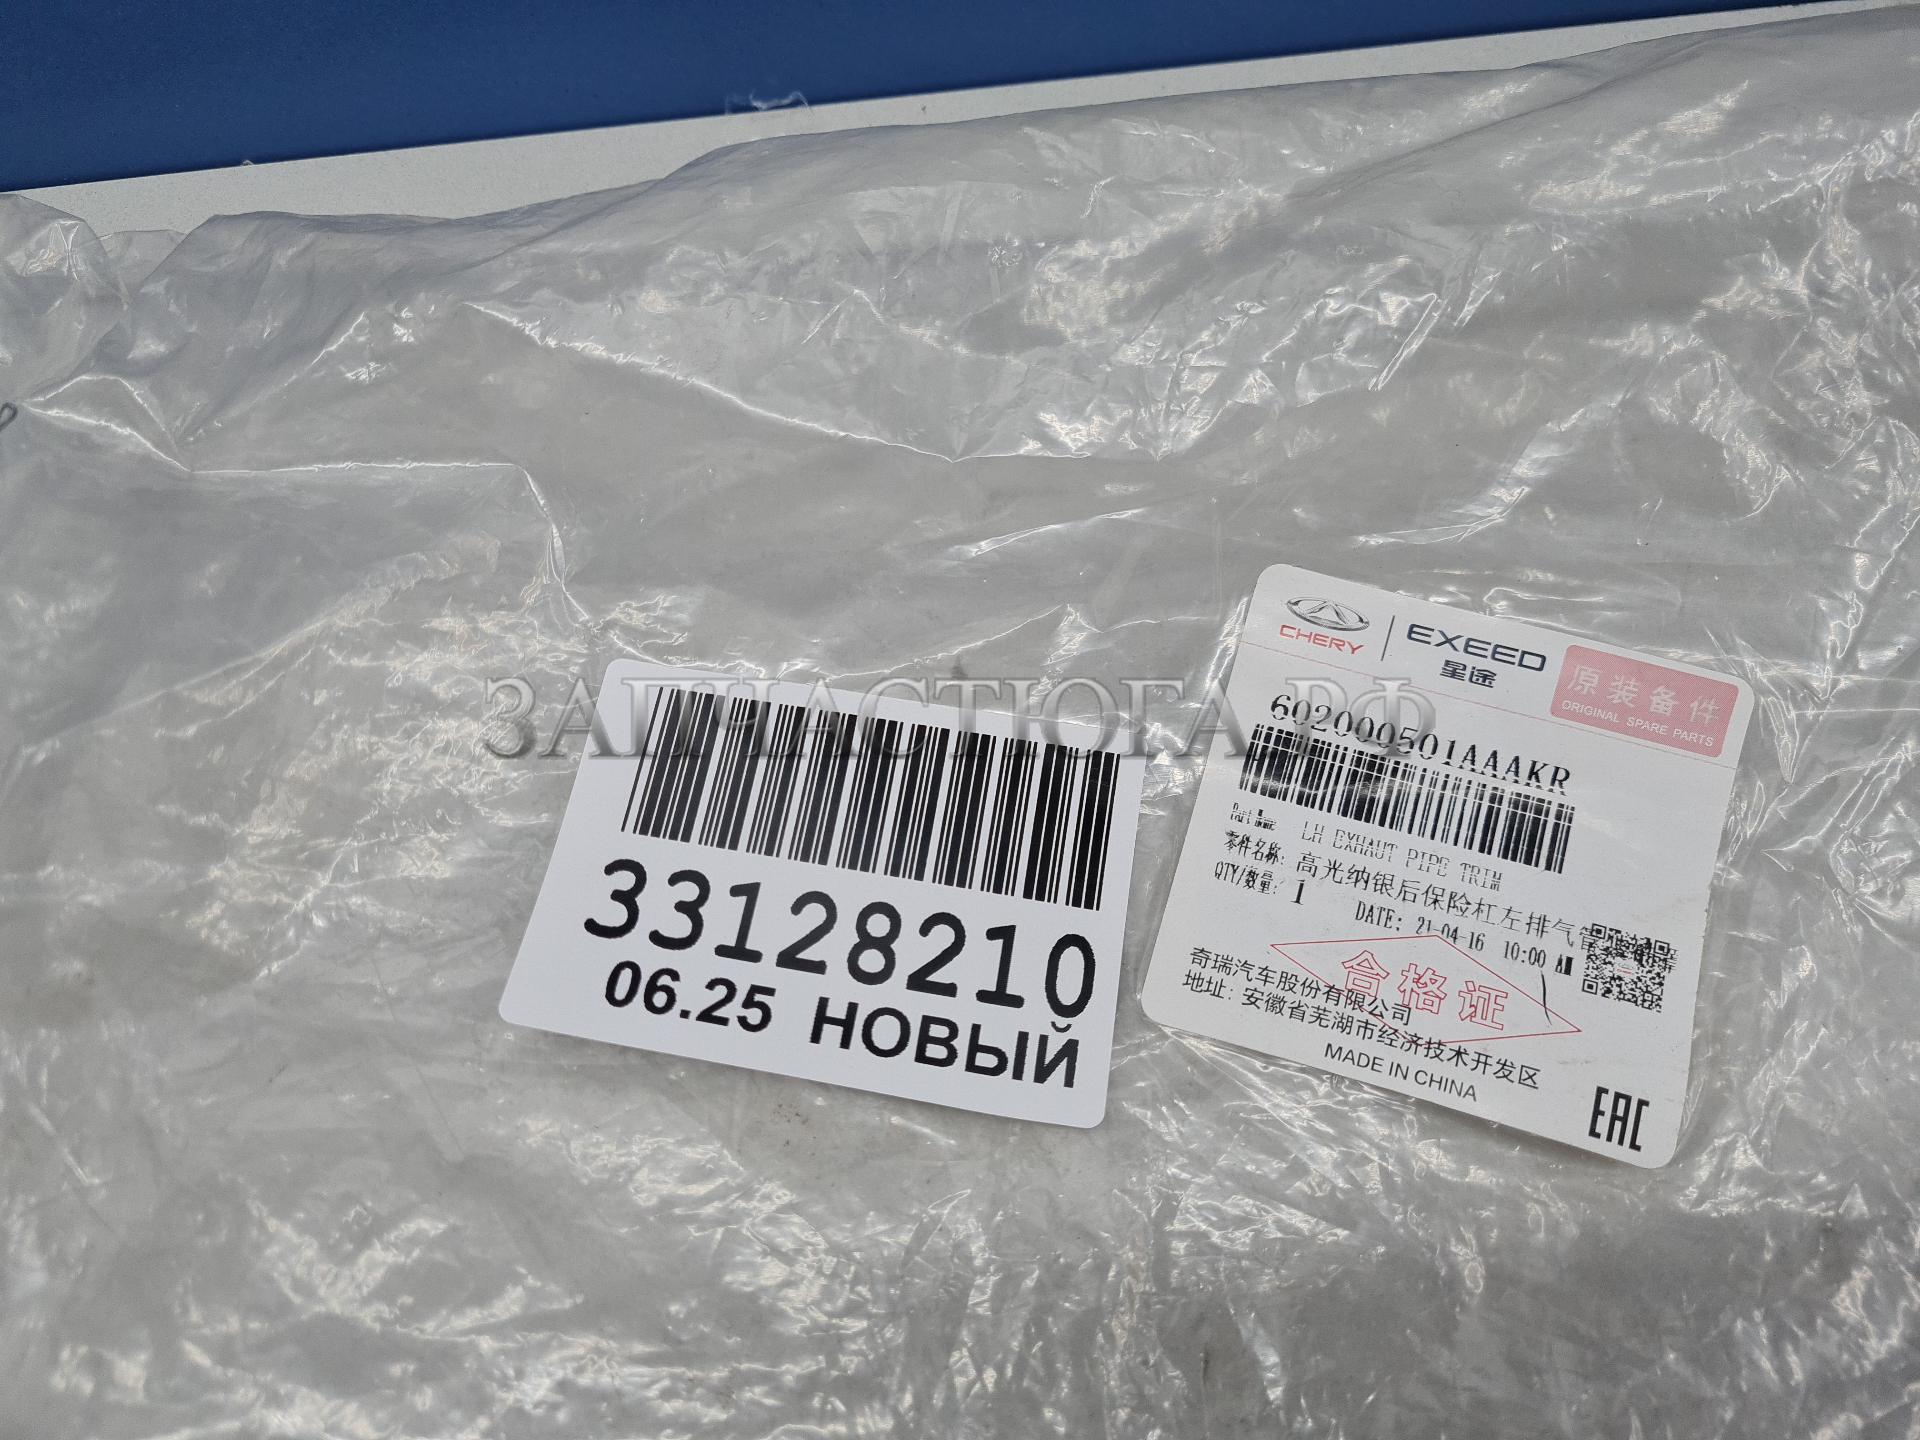 ЗАПЧАСТЮГА.РФ
33128210
06.25 НОВЫЙ
CHERY EXEED
星途
原装备件
ORIGINAL SPARE PARTS
602000501AAAKR
Part Name LH EXHAUT PIPE TRIM
零件名称: 高光纳银后保险杠左排气管
QTY/数量: 1
DATE: 21-04-16 10:00 AM
合格证
奇瑞汽车股份有限公司
地址: 安徽省芜湖市经济技术开发区
MADE IN CHINA
EAC